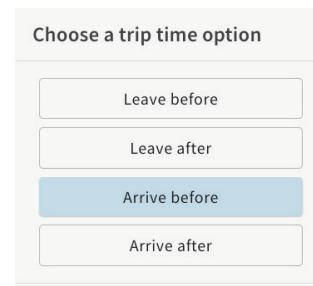 Choose a trip time option
Leave before
Leave after
Arrive before
Arrive after